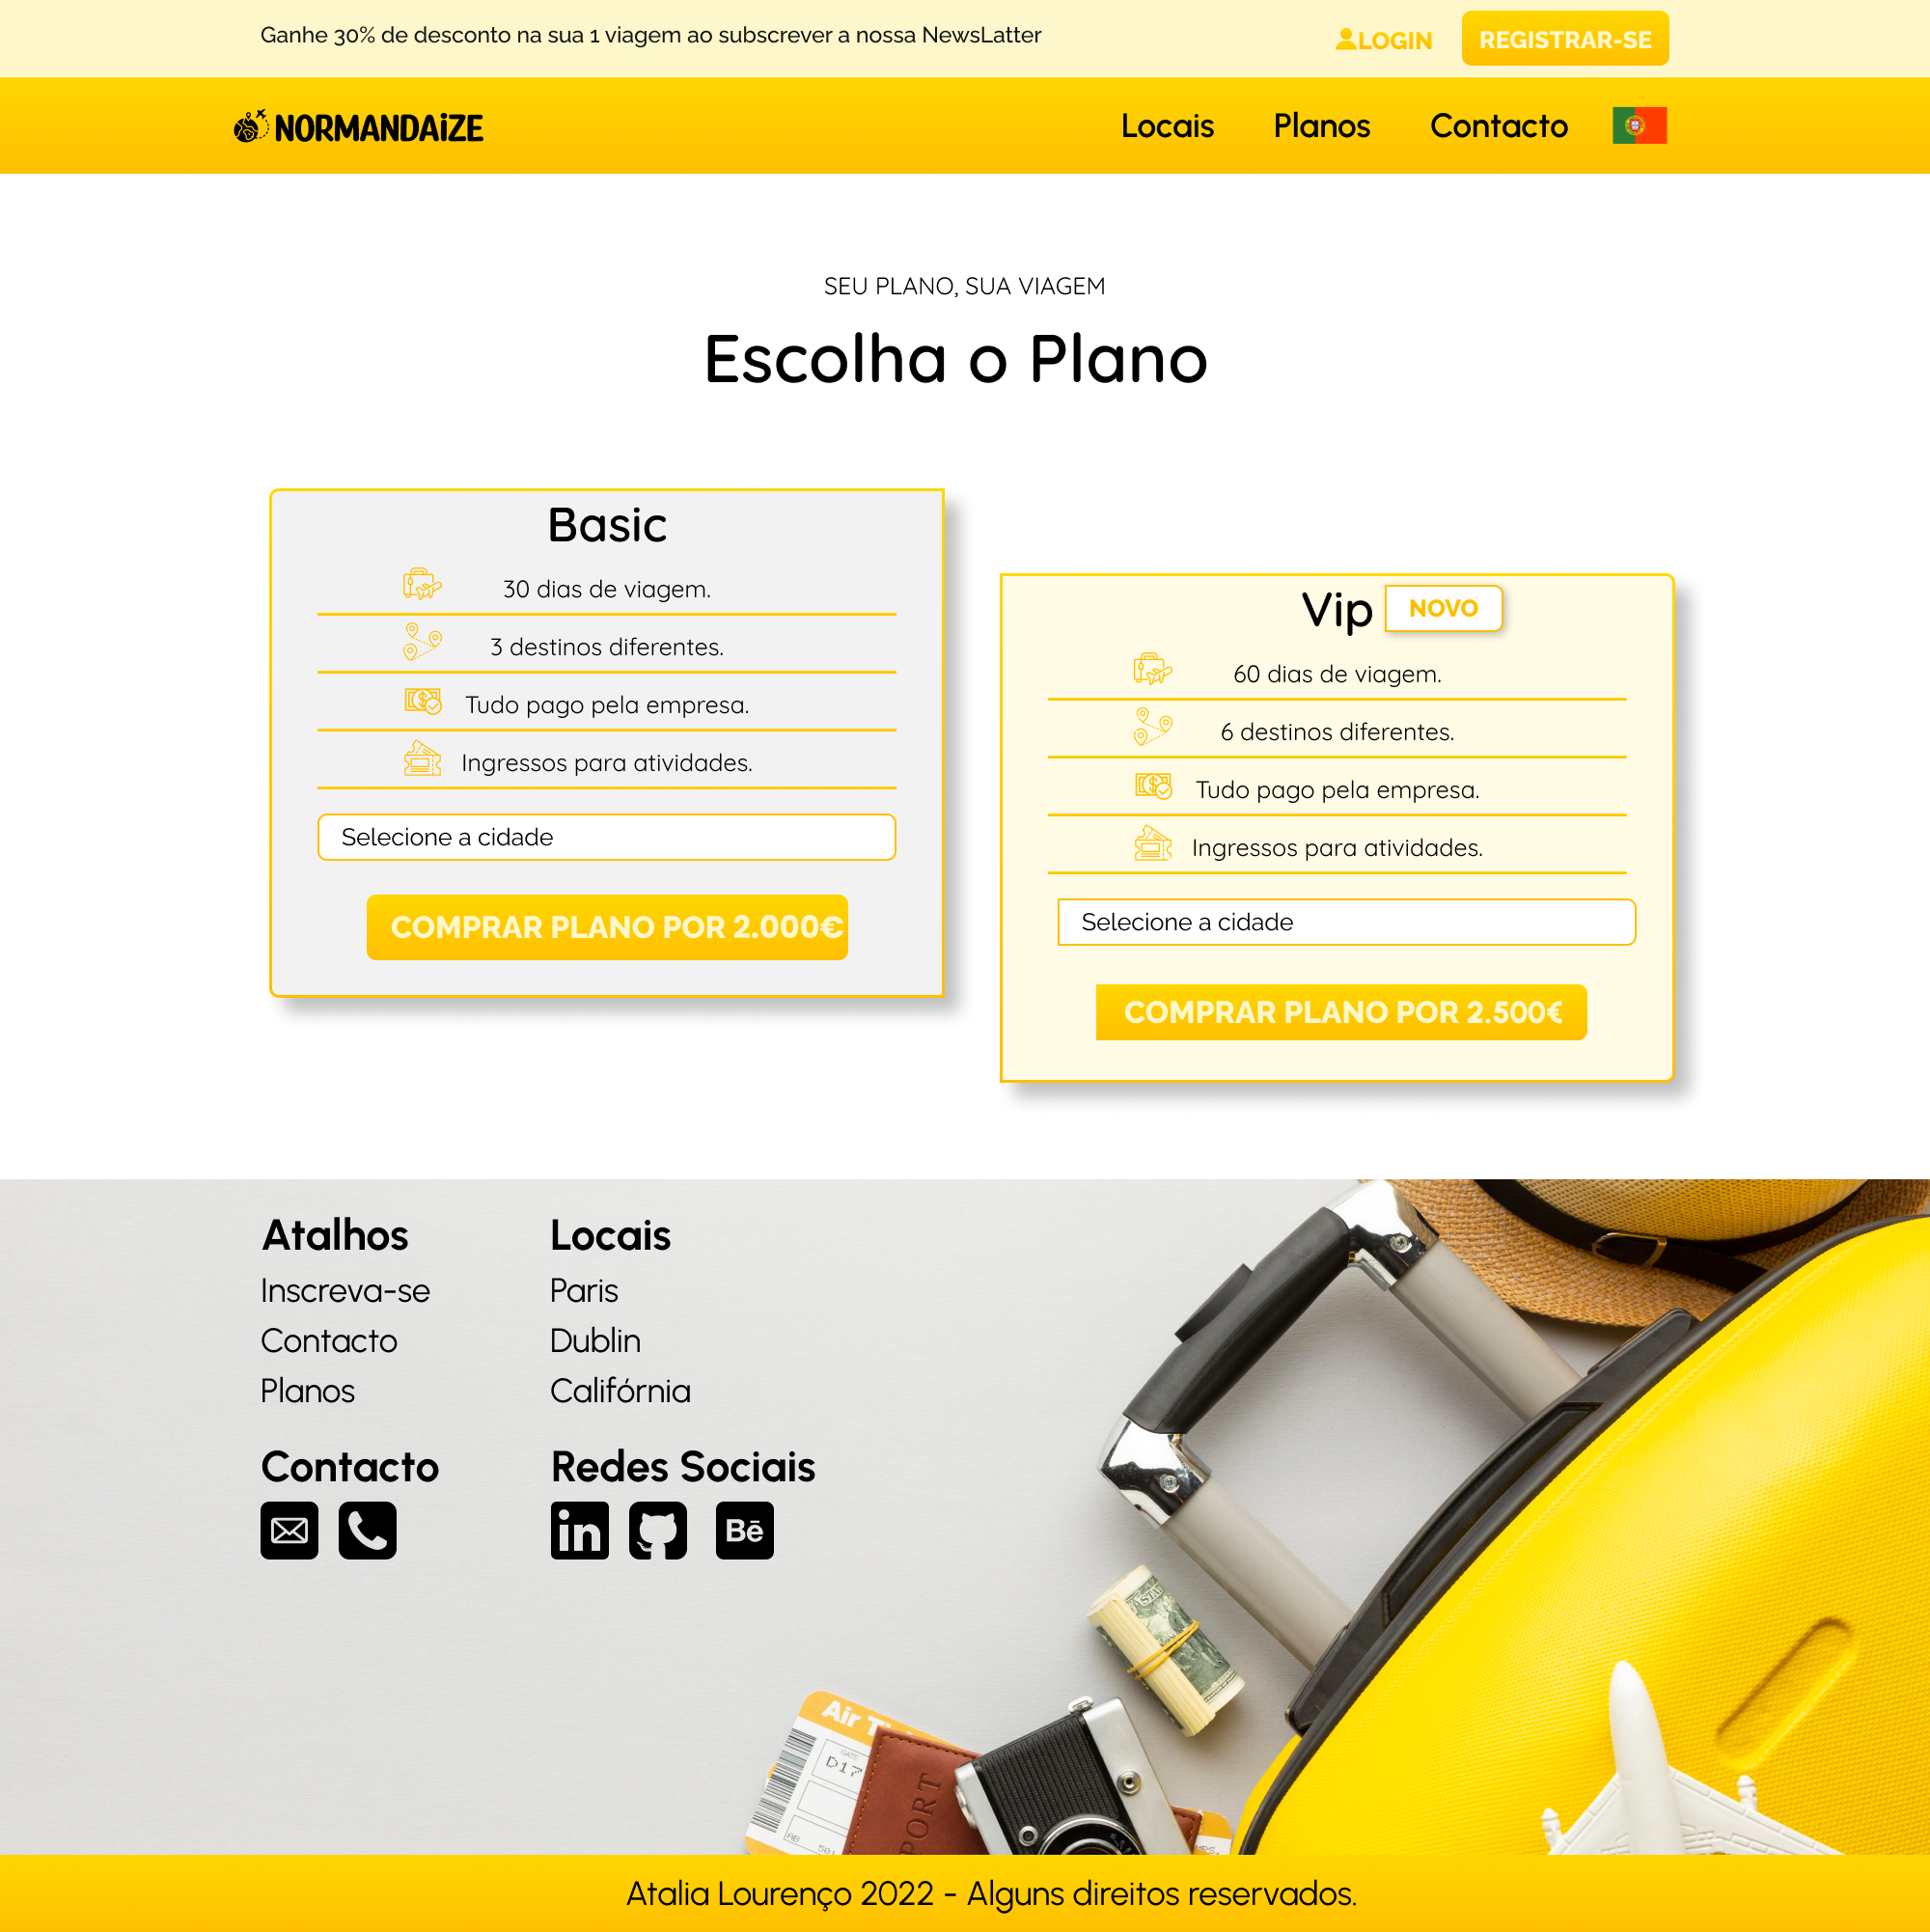 Ganhe 30% de desconto na sua 1 viagem ao subscrever a nossa NewsLatter
LOGIN
REGISTRAR-SE
NORMANDAiZE
Locais
Planos
Contacto
SEU PLANO, SUA VIAGEM
Escolha o Plano
Basic
30 dias de viagem.
3 destinos diferentes.
Tudo pago pela empresa.
Ingressos para atividades.
Selecione a cidade
COMPRAR PLANO POR 2.000€
Vip
NOVO
60 dias de viagem.
6 destinos diferentes.
Tudo pago pela empresa.
Ingressos para atividades.
Selecione a cidade
COMPRAR PLANO POR 2.500€
Atalhos
Inscreva-se
Contacto
Planos
Locais
Paris
Dublin
Califórnia
Contacto
Redes Sociais
in
Bē
Air
GATE
D17
PORT
Atalia Lourenço 2022 - Alguns direitos reservados.